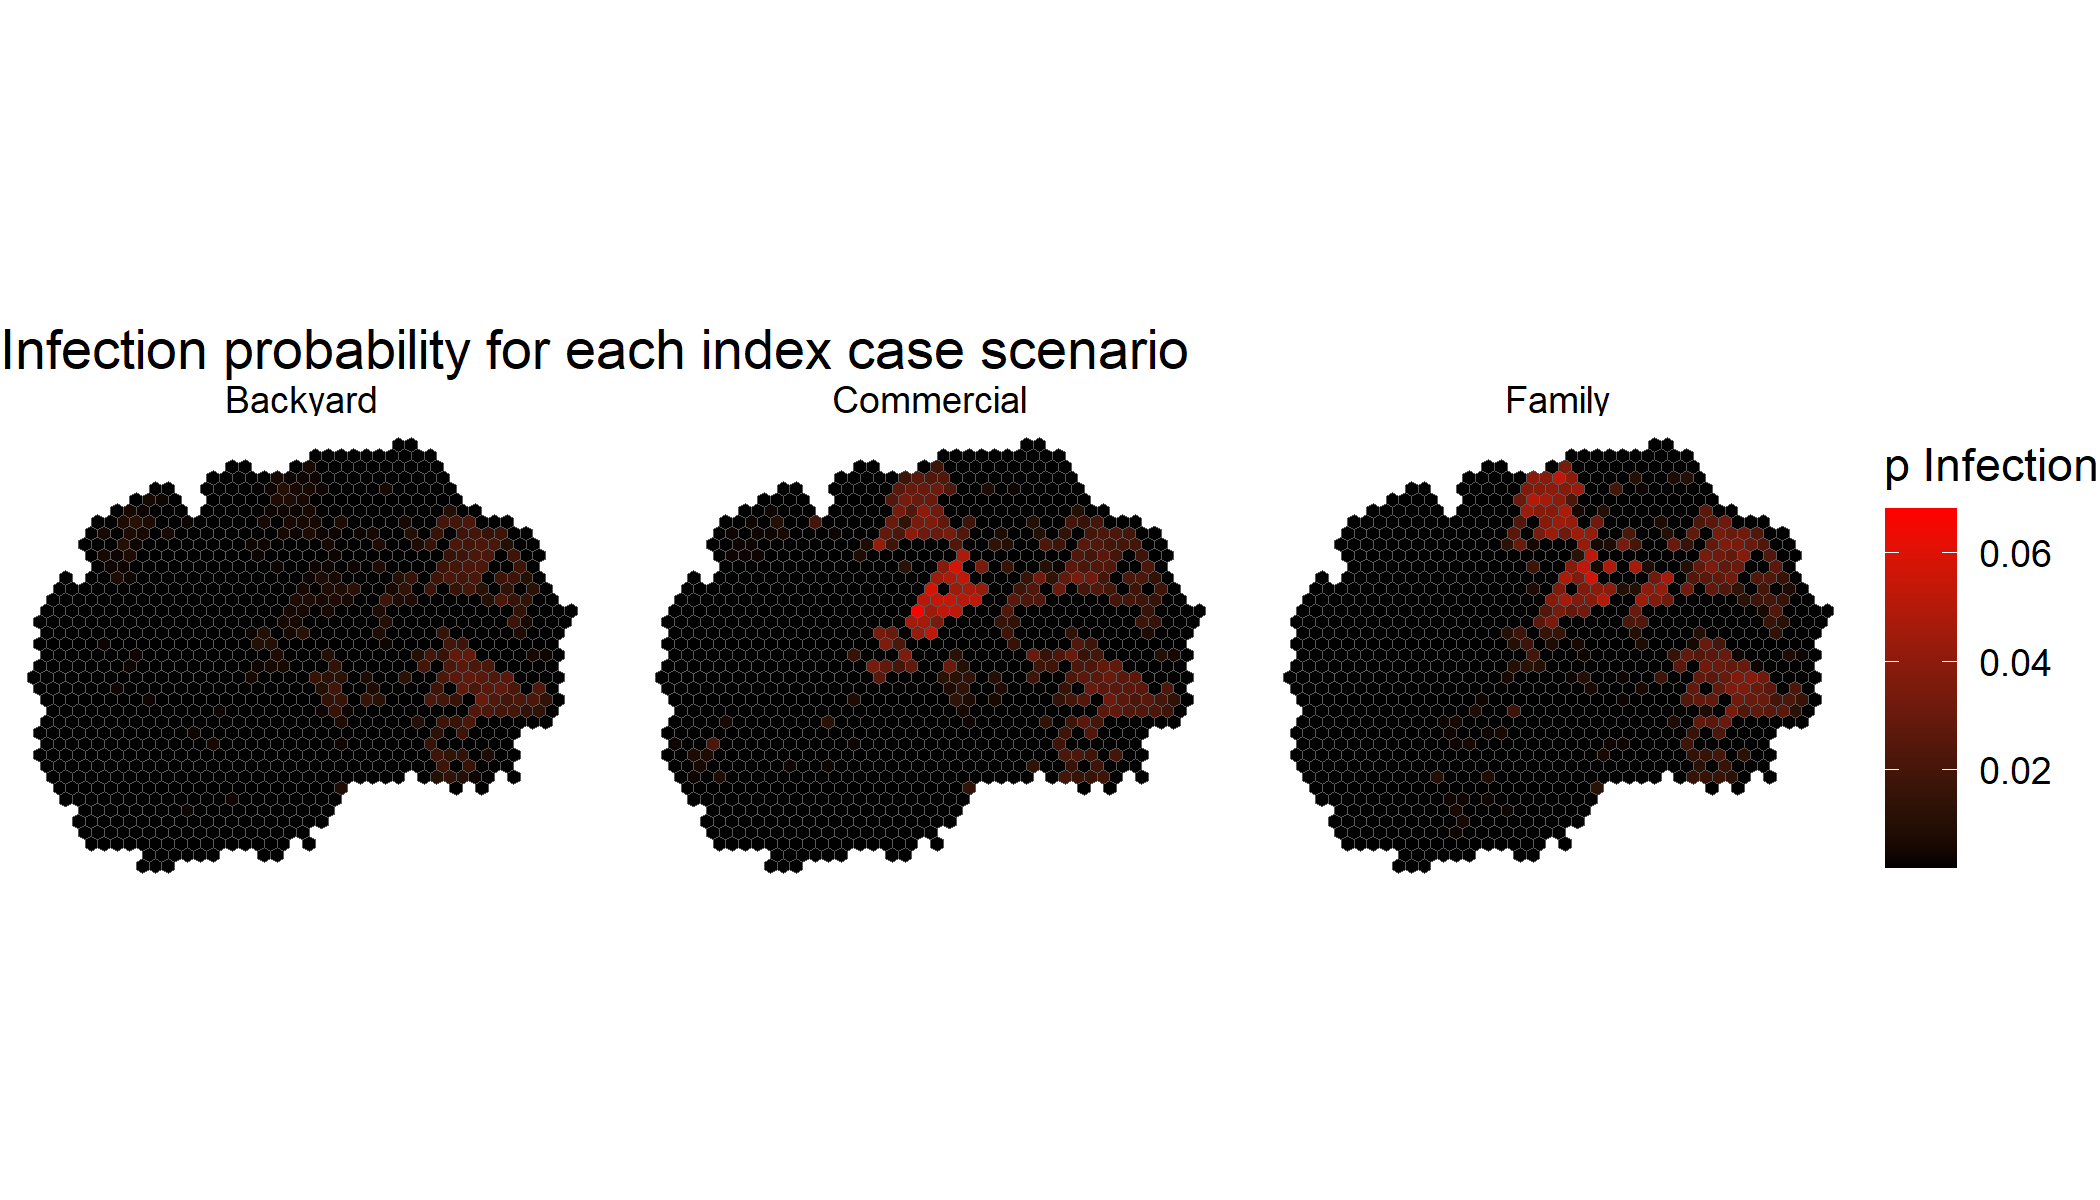 Infection probability for each index case scenario
Backyard
Commercial
Family
p Infection
0.06
0.04
0.02